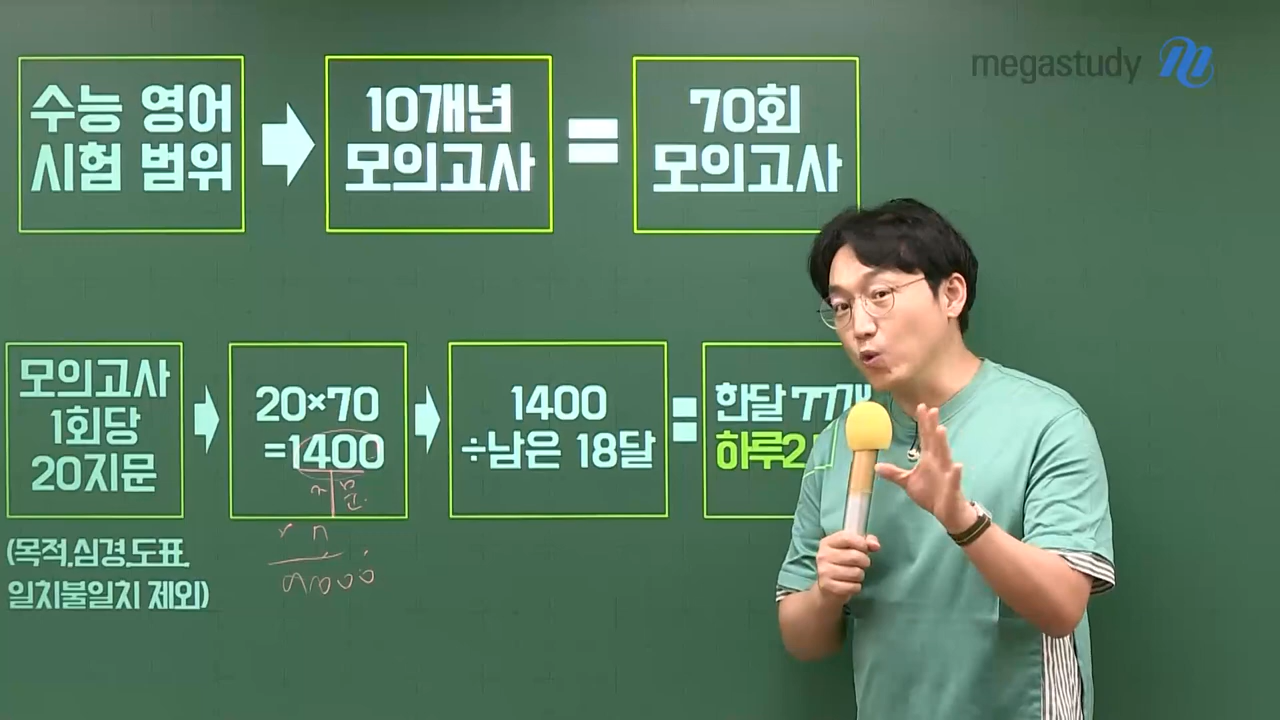 megastudy
수능 영어
시험 범위
10개년
모의고사
70회
모의고사
모의고사
1회당
20지문
20×70
=1400
1400
÷남은 18달
한달 77개
하루2.
(목적,심경,도표,
일치불일치 제외)
지문